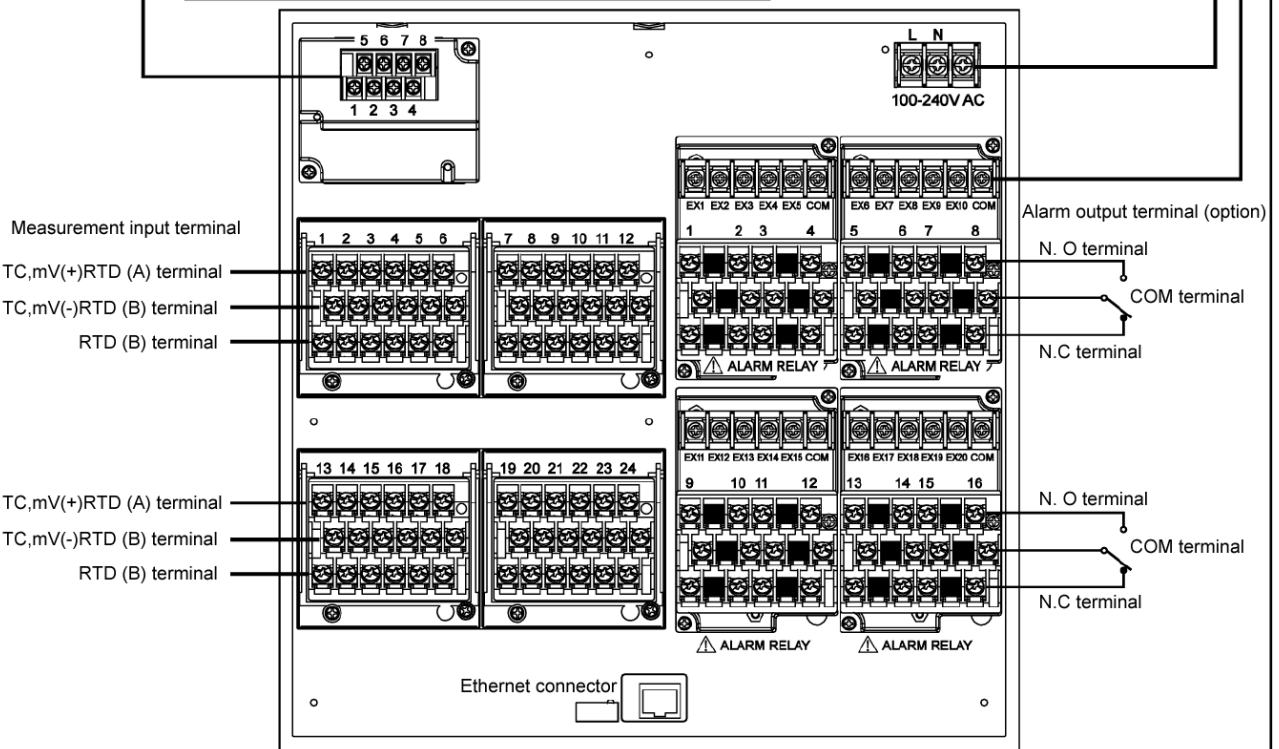 5 6 7 8
1 2 3 4
L N
100-240V AC
EX1 EX2 EX3 EX4 EX5 COM
EX6 EX7 EX8 EX9 EX10 COM
1 2 3 4
5 6 7 8
Alarm output terminal (option)
N. O terminal
COM terminal
N.C terminal
⚠ ALARM RELAY
⚠ ALARM RELAY
Measurement input terminal
1 2 3 4 5 6
7 8 9 10 11 12
TC,mV(+)RTD (A) terminal
TC,mV(-)RTD (B) terminal
RTD (B) terminal
EX11 EX12 EX13 EX14 EX15 COM
EX16 EX17 EX18 EX19 EX20 COM
9 10 11 12
13 14 15 16
13 14 15 16 17 18
19 20 21 22 23 24
TC,mV(+)RTD (A) terminal
TC,mV(-)RTD (B) terminal
RTD (B) terminal
N. O terminal
COM terminal
N.C terminal
⚠ ALARM RELAY
⚠ ALARM RELAY
Ethernet connector